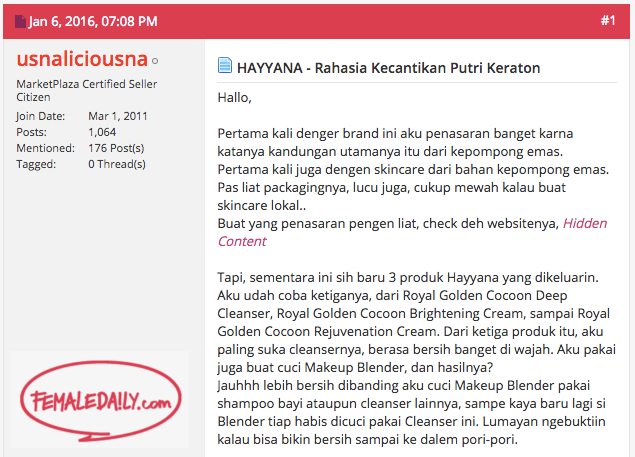 Jan 6, 2016, 07:08 PM
#1
usnaliciousna
MarketPlaza Certified Seller
Citizen
Join Date: Mar 1, 2011
Posts: 1,064
Mentioned: 176 Post(s)
Tagged: 0 Thread(s)
FEMALEDAILY.com
HAYYANA - Rahasia Kecantikan Putri Keraton
Hallo,
Pertama kali denger brand ini aku penasaran banget karna
katanya kandungan utamanya itu dari kepompong emas.
Pertama kali juga dengen skincare dari bahan kepompong emas.
Pas liat packagingnya, lucu juga, cukup mewah kalau buat
skincare lokal..
Buat yang penasaran pengen liat, check deh websitenya, Hidden
Content
Tapi, sementara ini sih baru 3 produk Hayyana yang dikeluarin.
Aku udah coba ketiganya, dari Royal Golden Cocoon Deep
Cleanser, Royal Golden Cocoon Brightening Cream, sampai Royal
Golden Cocoon Rejuvenation Cream. Dari ketiga produk itu, aku
paling suka cleansernya, berasa bersih banget di wajah. Aku pakai
juga buat cuci Makeup Blender, dan hasilnya?
Jauhhh lebih bersih dibanding aku cuci Makeup Blender pakai
shampoo bayi ataupun cleanser lainnya, sampe kaya baru lagi si
Blender tiap habis dicuci pakai Cleanser ini. Lumayan ngebuktiin
kalau bisa bikin bersih sampai ke dalem pori-pori.